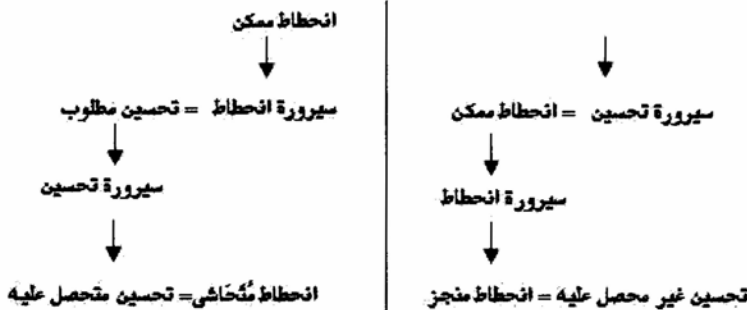 انحطاط ممكن
سيرورة تحسين = انحطاط ممكن
سيرورة انحطاط = تحسين مطلوب
سيرورة انحطاط
سيرورة تحسين
تحسين غير محصل عليه = انحطاط منجز
انحطاط مُتَحَاشى = تحسين متحصل عليه